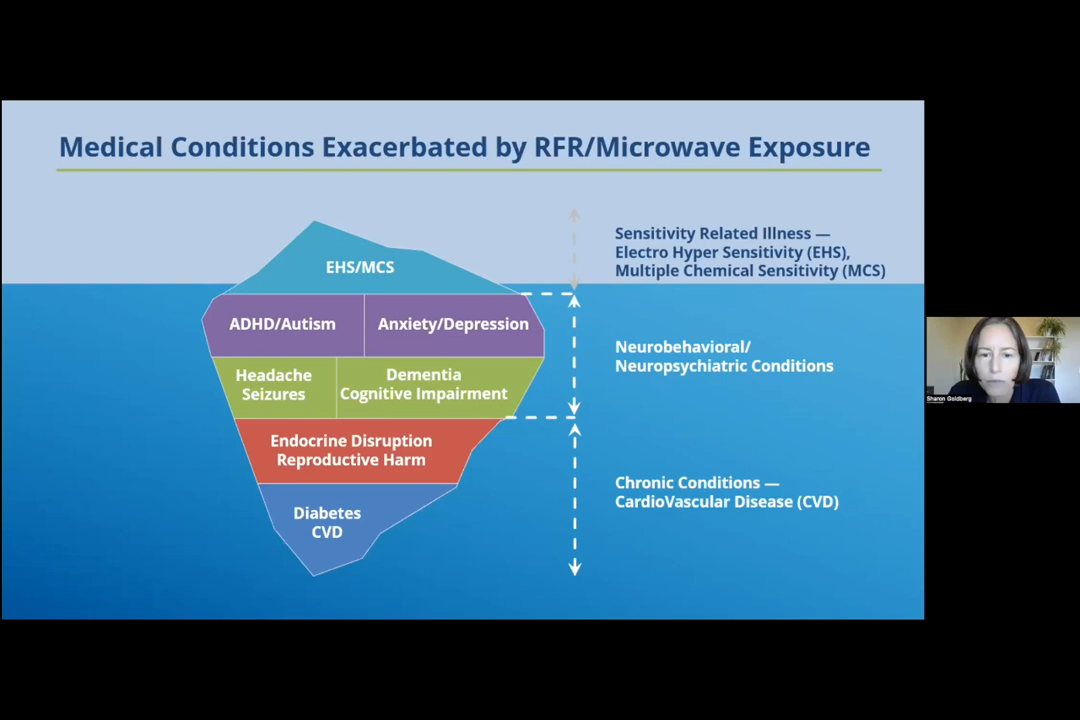 Medical Conditions Exacerbated by RFR/Microwave Exposure
EHS/MCS
Sensitivity Related Illness —
Electro Hyper Sensitivity (EHS),
Multiple Chemical Sensitivity (MCS)
ADHD/Autism
Anxiety/Depression
Headache
Seizures
Dementia
Cognitive Impairment
Neurobehavioral/
Neuropsychiatric Conditions
Endocrine Disruption
Reproductive Harm
Diabetes
CVD
Chronic Conditions —
CardioVascular Disease (CVD)
Sharon Goldberg